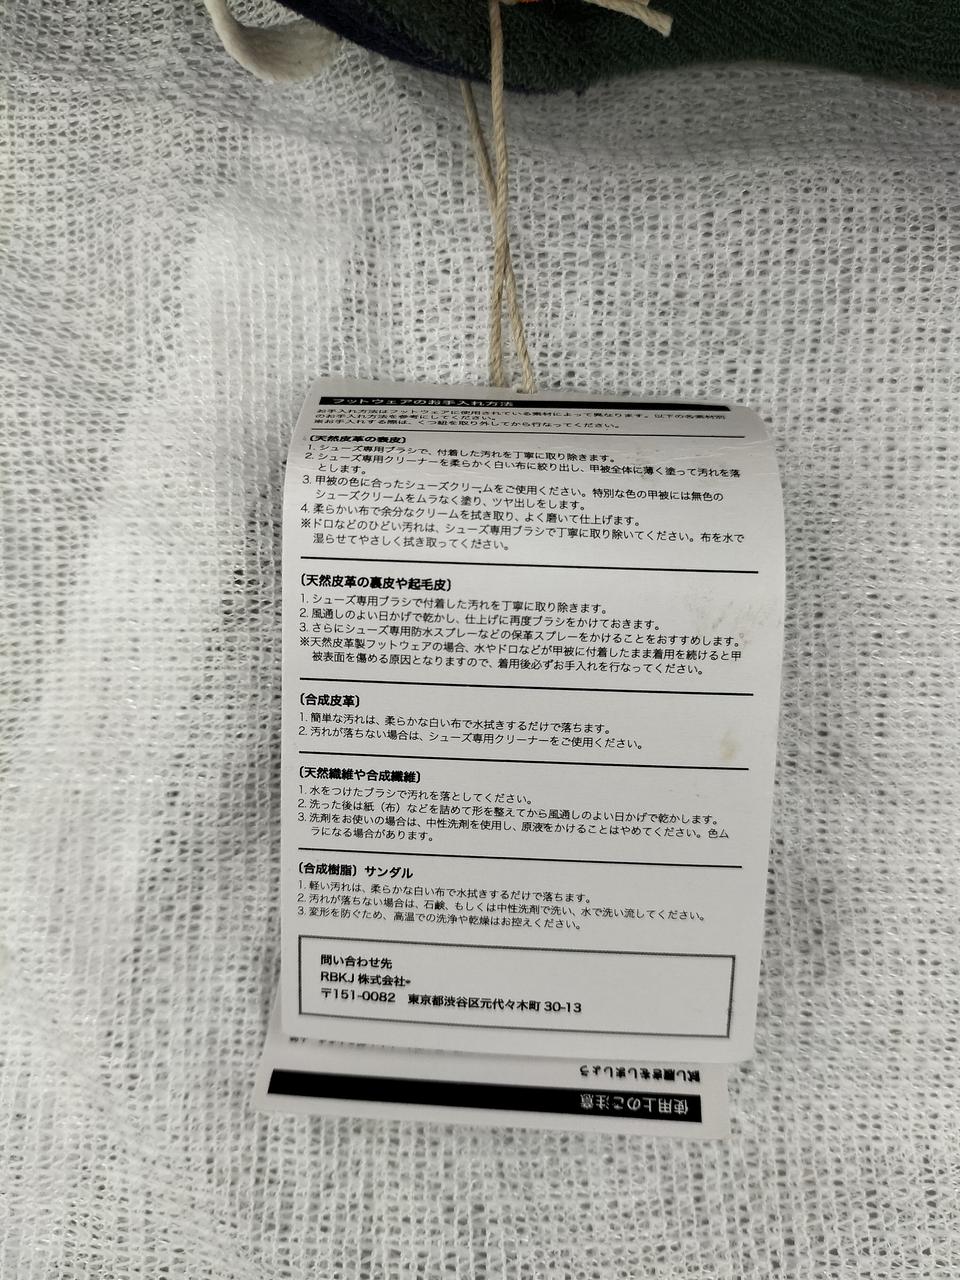 フットウェアのお手入れ方法
お手入れ方法はフットウェアに使用されている素材によって異なります。以下の各素材別
のお手入れ方法を参考にしてください。
※お手入れする際は、くつ紐を取り外してから行なってください。
〔天然皮革の表皮〕
1. シューズ専用ブラシで、付着した汚れを丁寧に取り除きます。
2. シューズ専用クリーナーを柔らかく白い布に絞り出し、甲被全体に薄く塗って汚れを落
とします。
3. 甲被の色に合ったシューズクリームをご使用ください。特別な色の甲被には無色の
シューズクリームをムラなく塗り、ツヤ出しをします。
4. 柔らかい布で余分なクリームを拭き取り、よく磨いて仕上げます。
※ドロなどのひどい汚れは、シューズ専用ブラシで丁寧に取り除いてください。布を水で
湿らせてやさしく拭き取ってください。
〔天然皮革の裏皮や起毛皮〕
1. シューズ専用ブラシで付着した汚れを丁寧に取り除きます。
2. 風通しのよい日かげで乾かし、仕上げに再度ブラシをかけておきます。
3. さらにシューズ専用防水スプレーなどの保革スプレーをかけることをおすすめします。
※天然皮革製フットウェアの場合、水やドロなどが甲被に付着したまま着用を続けると甲
被表面を傷める原因となりますので、着用後必ずお手入れを行なってください。
〔合成皮革〕
1. 簡単な汚れは、柔らかな白い布で水拭きするだけで落ちます。
2. 汚れが落ちない場合は、シューズ専用クリーナーをご使用ください。
〔天然繊維や合成繊維〕
1. 水をつけたブラシで汚れを落としてください。
2. 洗った後は紙（布）などを詰めて形を整えてから風通しのよい日かげで乾かします。
3. 洗剤をお使いの場合は、中性洗剤を使用し、原液をかけることはやめてください。色ム
ラになる場合があります。
〔合成樹脂〕サンダル
1. 軽い汚れは、柔らかな白い布で水拭きするだけで落ちます。
2. 汚れが落ちない場合は、石鹸、もしくは中性洗剤で洗い、水で洗い流してください。
3. 変形を防ぐため、高温での洗浄や乾燥はお控えください。
問い合わせ先
RBKJ 株式会社
〒151-0082 東京都渋谷区元代々木町 30-13
試し履きをしましょう
使用上のご注意